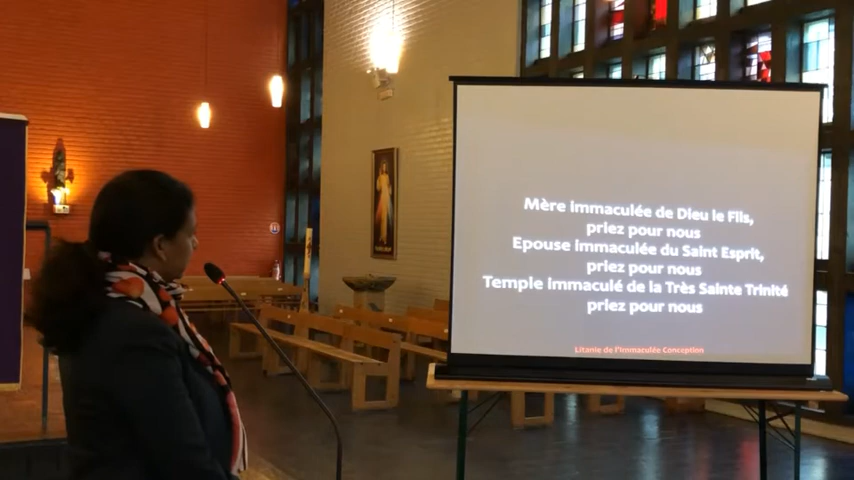 Mère Immaculée de Dieu le Fils,
priez pour nous
Epouse Immaculée du Saint Esprit,
priez pour nous
Temple Immaculé de la Très Sainte Trinité
priez pour nous
Litanie de l'Immaculée Conception